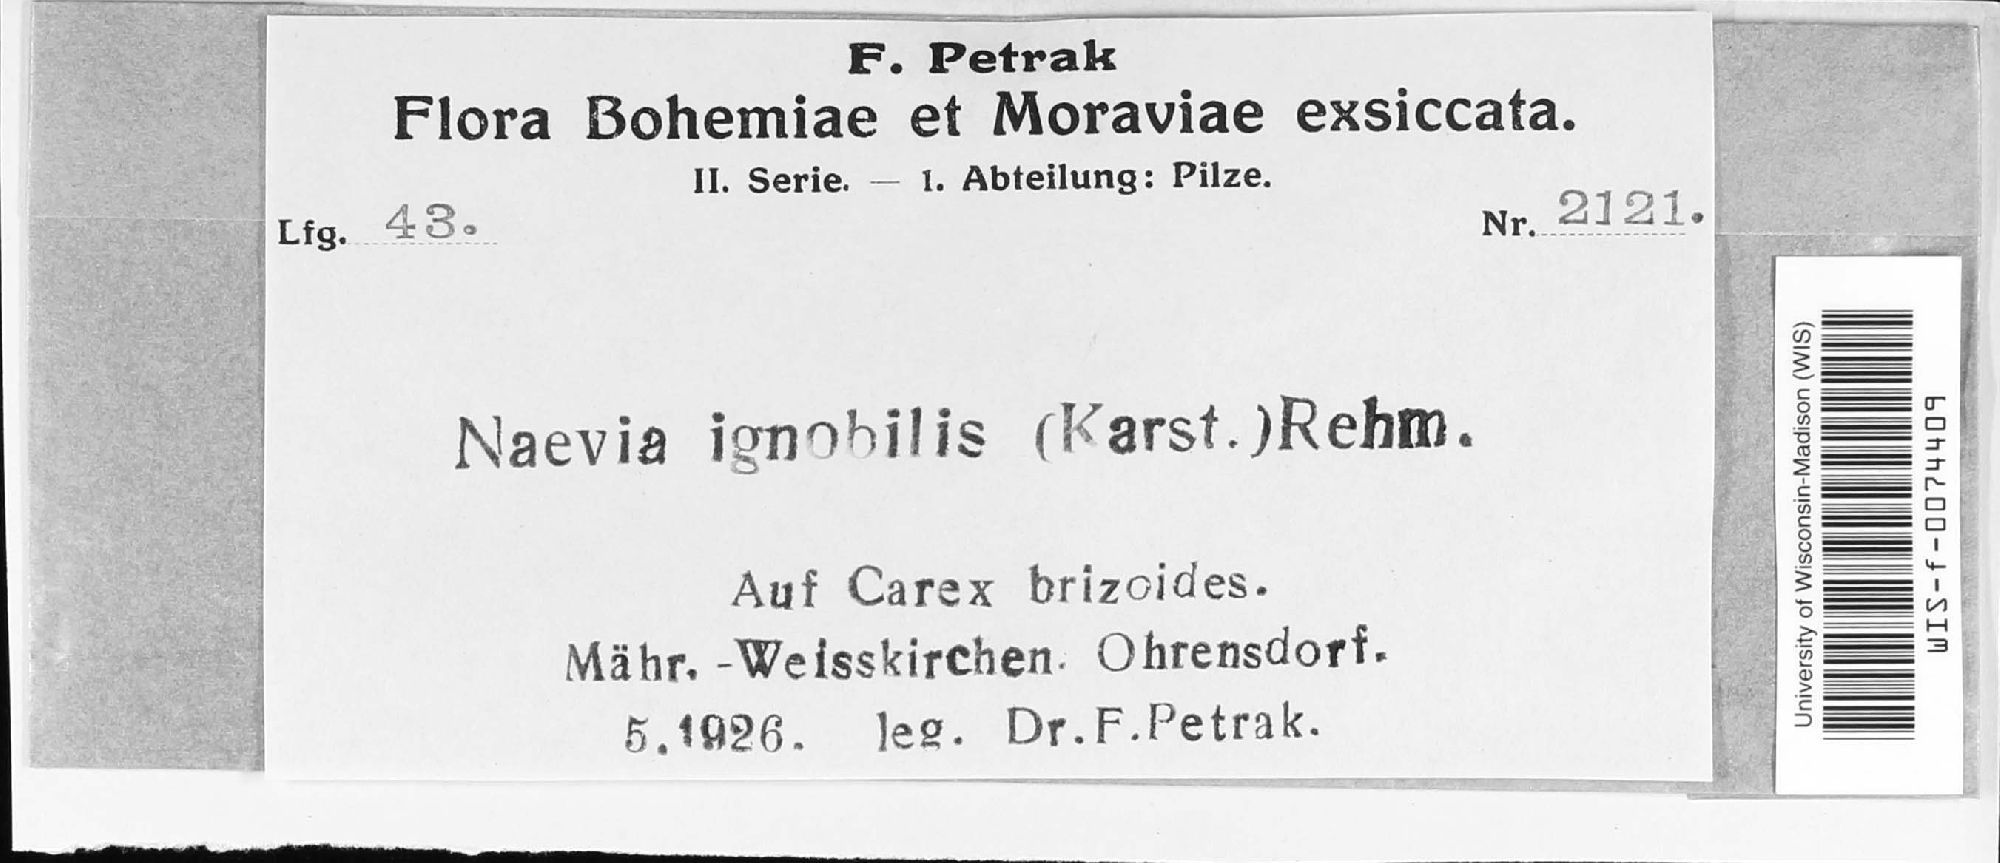 F. Petrak
Flora Bohemiae et Moraviae exsiccata.
II. Serie. — 1. Abteilung: Pilze.
Lfg. 43.
Nr. 2121.
Naevia ignobilis (Karst.)Rehm.
Auf Carex brizoides.
Mähr.-Weisskirchen. Ohrensdorf.
5.1926. leg. Dr.F.Petrak.
University of Wisconsin-Madison (WIS)
WIS-f-0074409